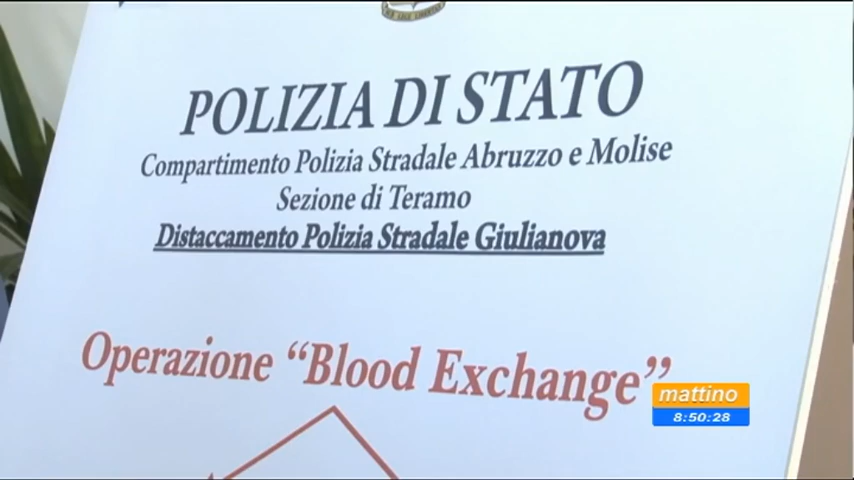 POLIZIA DI STATO
Compartimento Polizia Stradale Abruzzo e Molise
Sezione di Teramo
Distaccamento Polizia Stradale Giulianova
Operazione “Blood Exchange”
mattino
8:50:28